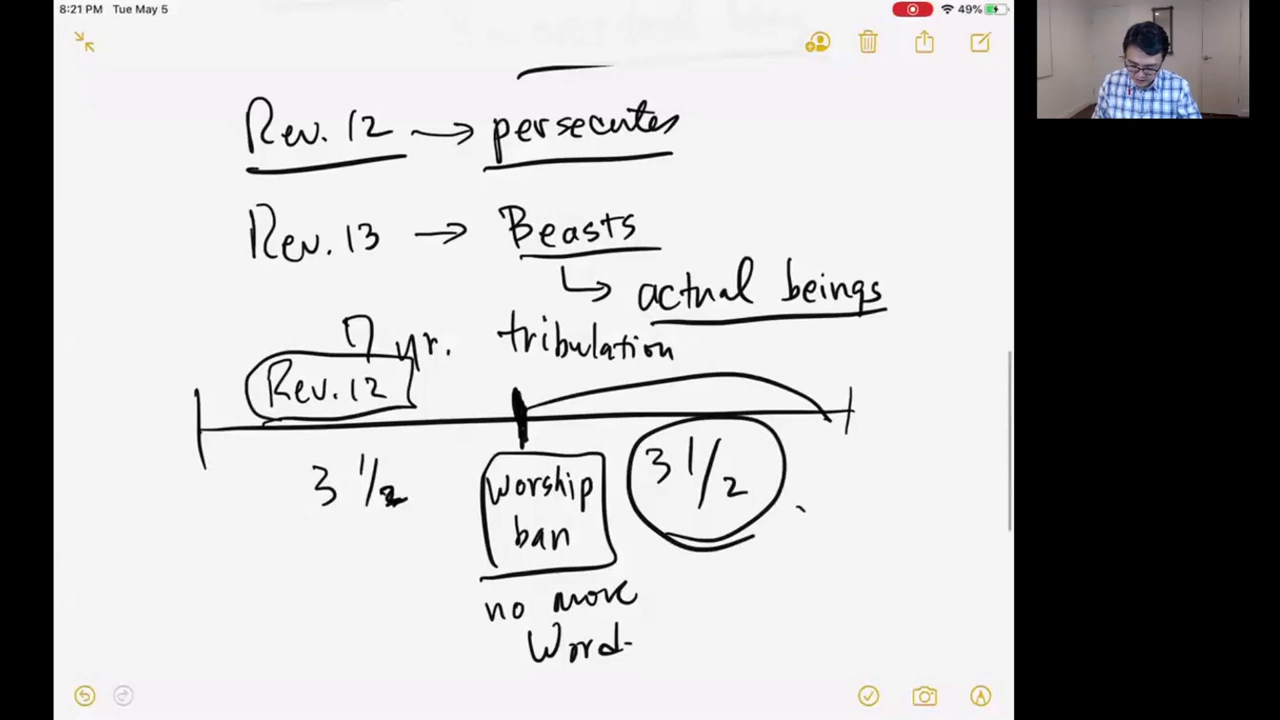 8:21 PM Tue May 5
49%
Rev. 12 → persecutes
Rev. 13 → Beasts
↳ actual beings
7 yr. tribulation
Rev. 12
3 1/2
Worship
ban
3 1/2
no more
Word